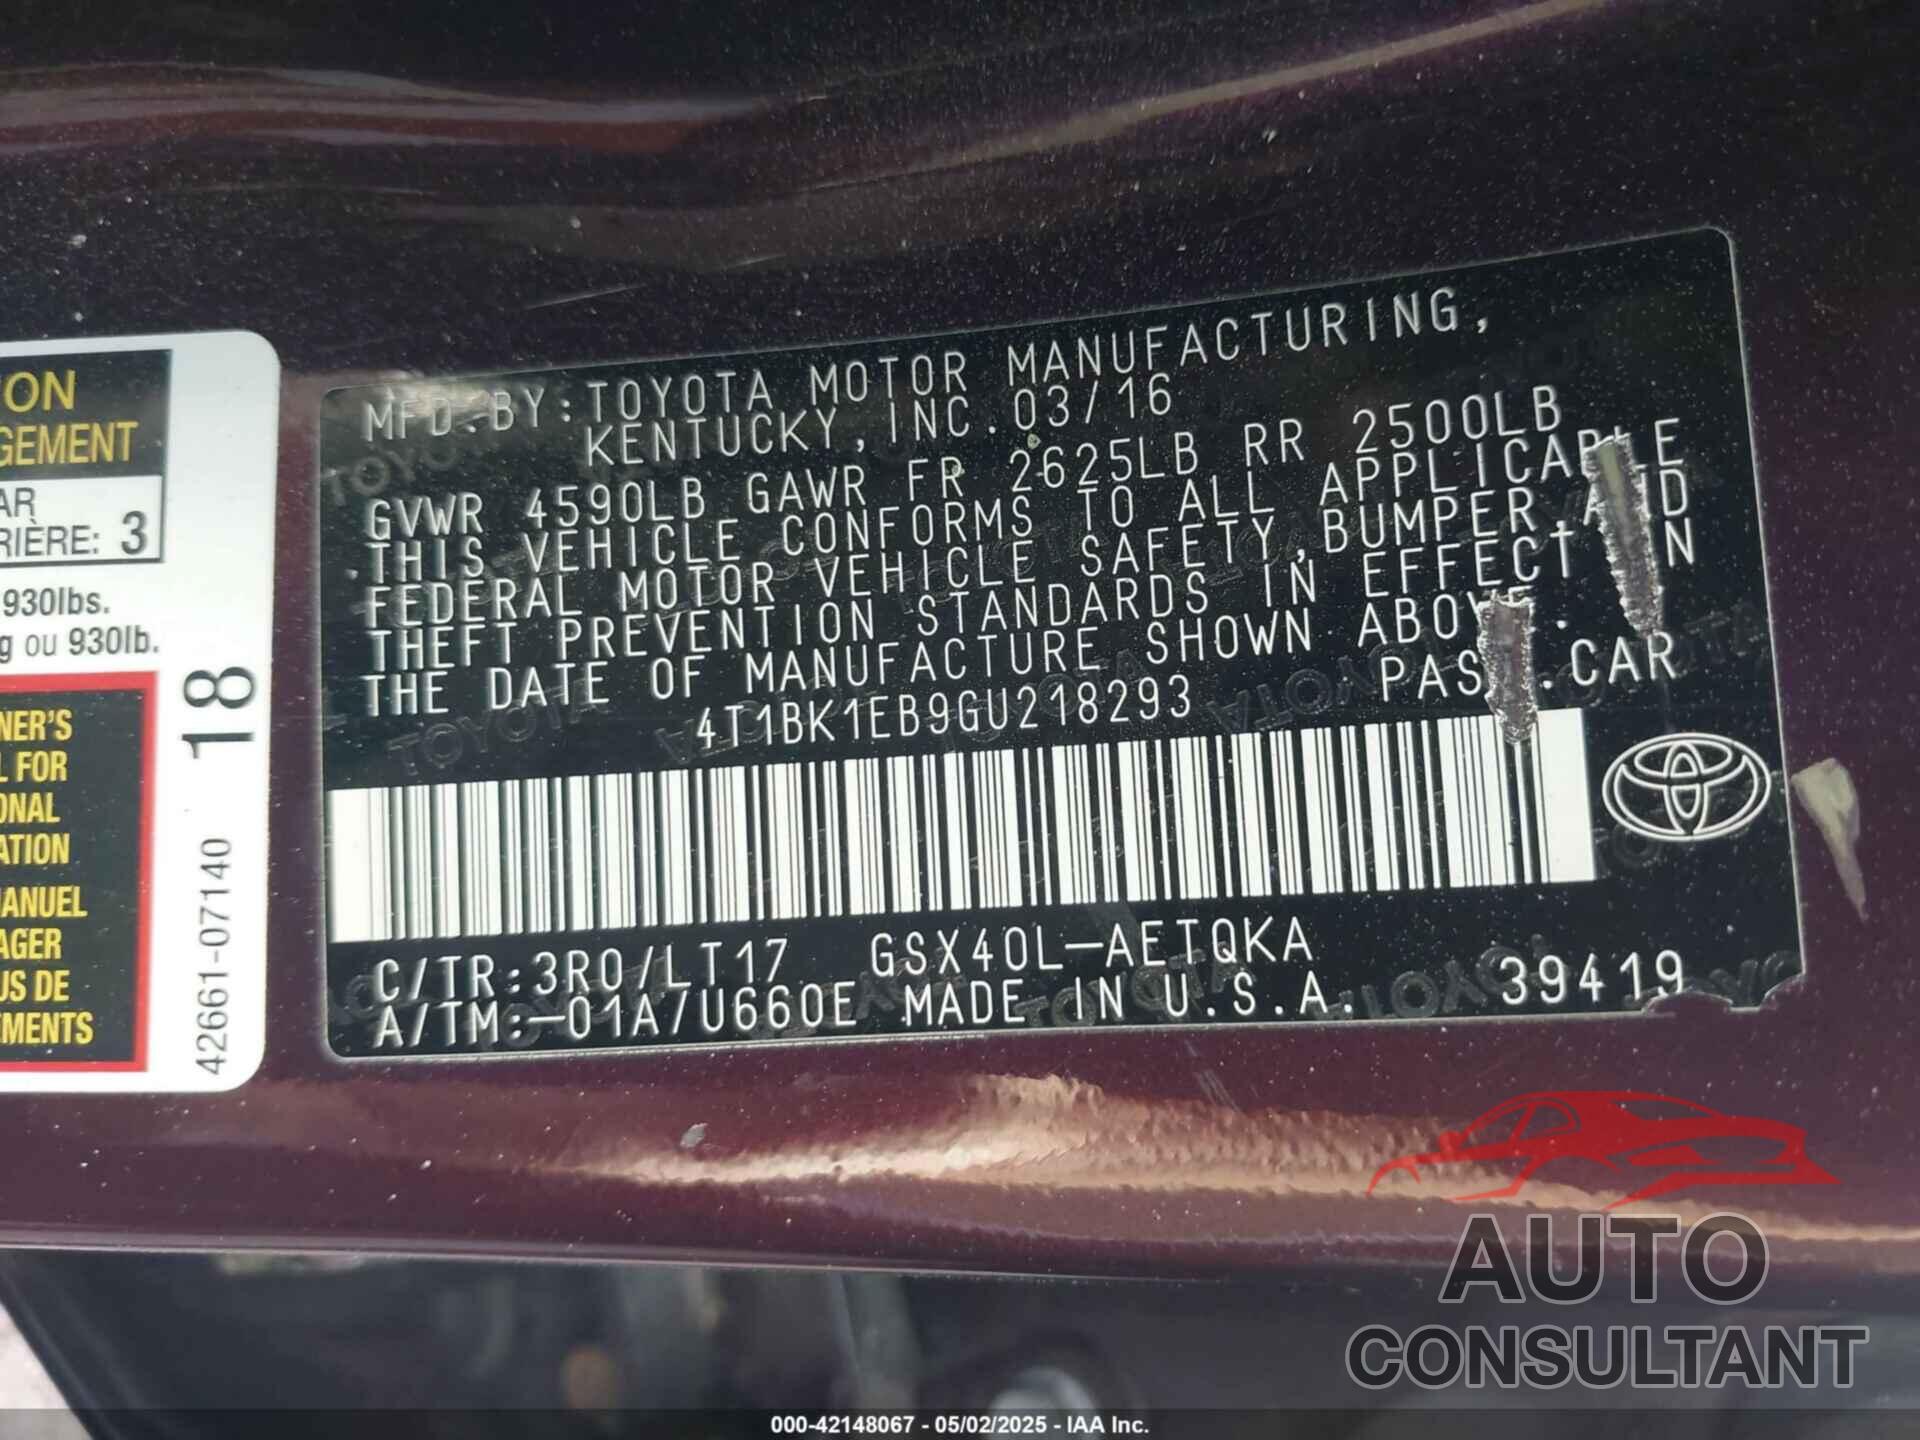 ION
GEMENT
AR
RIÈRE: 3
930lbs.
g ou 930lb.
NER'S
L FOR
ONAL
ATION
MANUEL
AGER
US DE
EMENTS
42661-07140 18
MFD.BY:TOYOTA MOTOR MANUFACTURING,
KENTUCKY, INC. 03/16
GVWR 4590LB GAWR FR 2625LB RR 2500LB
THIS VEHICLE CONFORMS TO ALL APPLICABLE
FEDERAL MOTOR VEHICLE SAFETY,BUMPER,AND
THEFT PREVENTION STANDARDS IN EFFECT ON
THE DATE OF MANUFACTURE SHOWN ABOVE.
4T1BK1EB9GU218293 PASS.CAR
C/TR:3R0/LT17 GSX40L-AETQKA
A/TM:-01A/U660E MADE IN U.S.A. 39419
AUTO
CONSULTANT
000-42148067 - 05/02/2025 - IAA Inc.